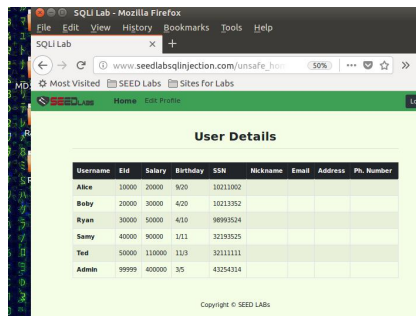 SQLi Lab - Mozilla Firefox
File Edit View History Bookmarks Tools Help
SQLi Lab × +
www.seedlabsqlinjection.com/unsafe_hom 50% ... »
Most Visited SEED Labs Sites for Labs
SEEDLABS Home Edit Profile
User Details
Username EId Salary Birthday SSN Nickname Email Address Ph. Number
Alice 10000 20000 9/20 10211002
Boby 20000 30000 4/20 10213352
Ryan 30000 50000 4/10 98993524
Samy 40000 90000 1/11 32193525
Ted 50000 110000 11/3 32111111
Admin 99999 400000 3/5 43254314
Copyright © SEED LABs